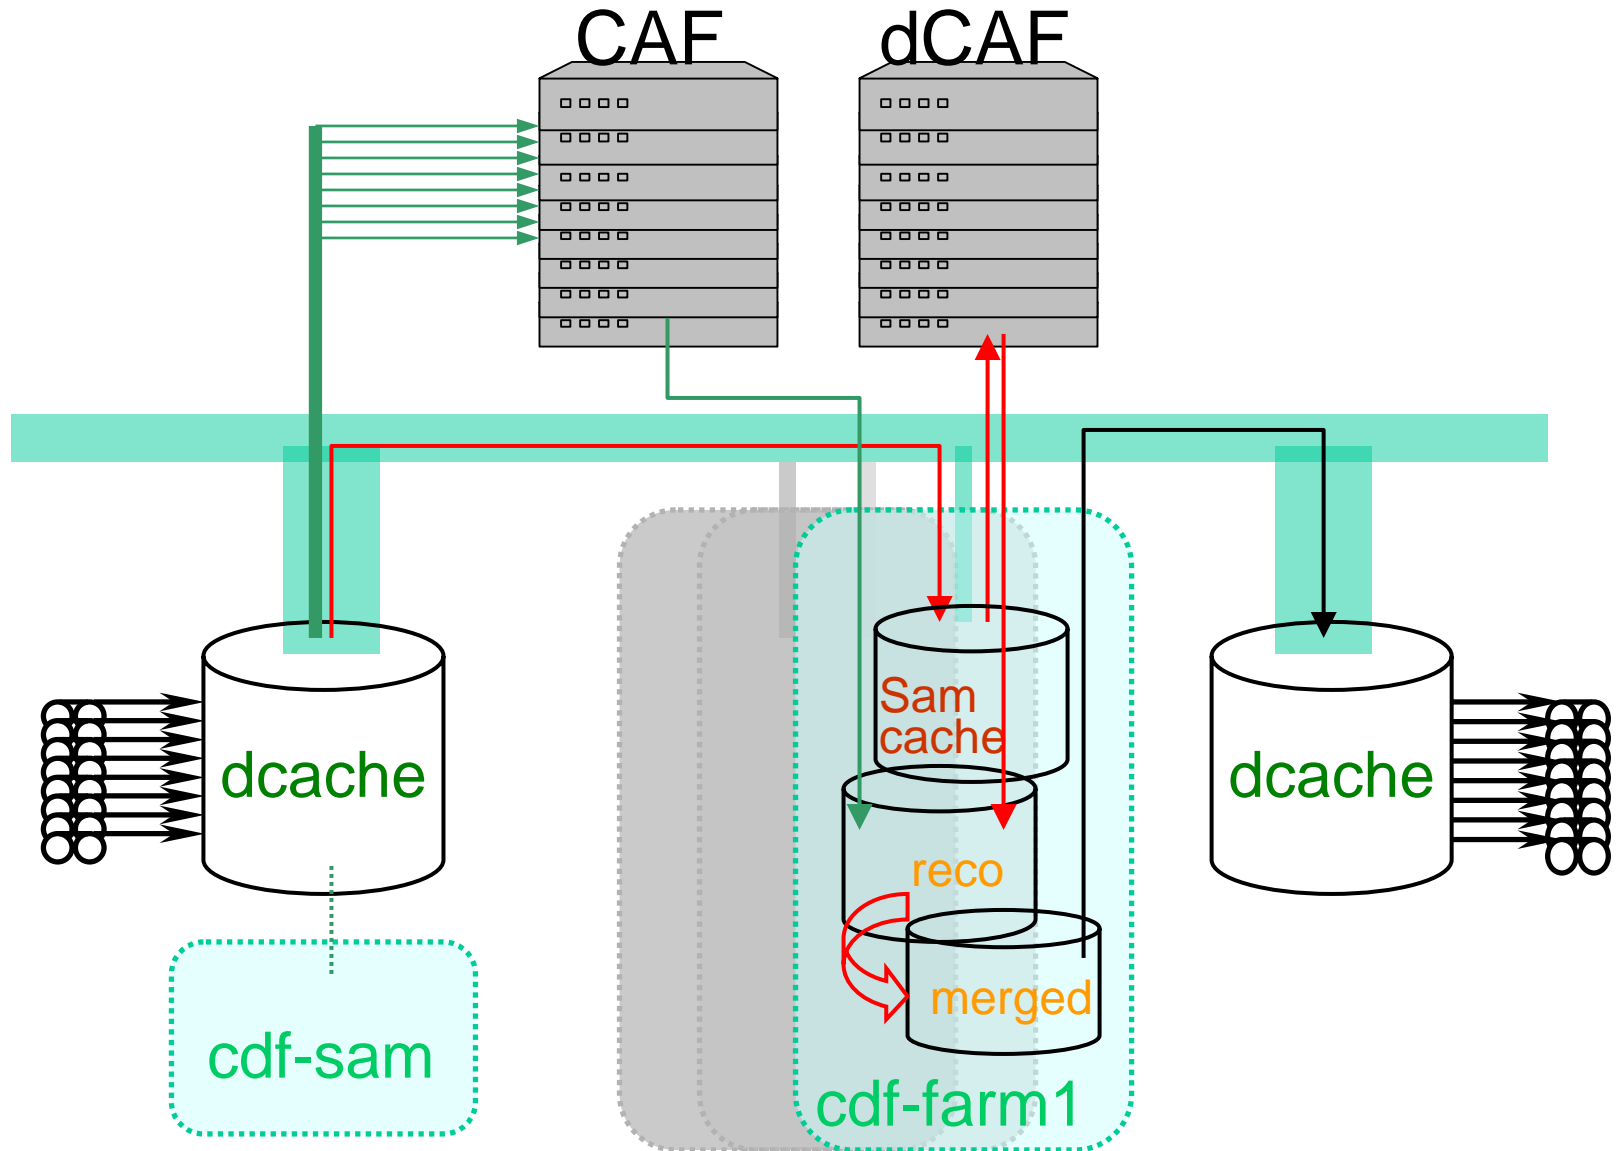 CAF
dCAF
Sam
cache
dcache
dcache
reco
merged
cdf-sam
cdf-farm1